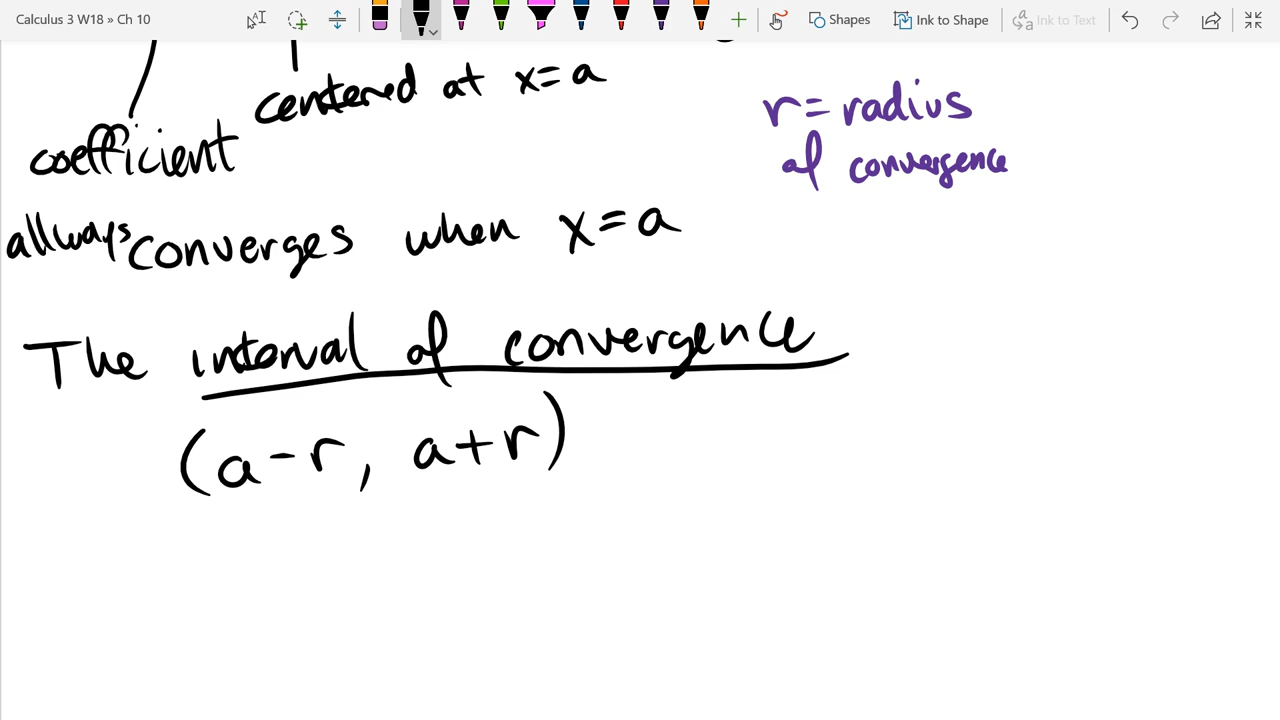 Calculus 3 W18 » Ch 10
Shapes
Ink to Shape
Ink to Text
centered at x=a
coefficient
r= radius
of convergence
allways converges when x=a
The interval of convergence
(a-r, a+r)